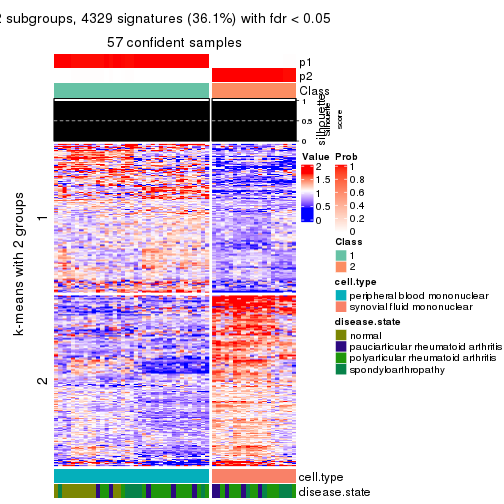 2 subgroups, 4329 signatures (36.1%) with fdr < 0.05
57 confident samples
p1
p2
Class
silhouette
silhouette
score
1
0.5
0
k-means with 2 groups
1
2
Value
2
1.5
1
0.5
0
Prob
1
0.8
0.6
0.4
0.2
0
Class
1
2
cell.type
peripheral blood mononuclear
synovial fluid mononuclear
disease.state
normal
pauciarticular rheumatoid arthritis
polyarticular rheumatoid arthritis
spondyloarthropathy
cell.type
disease.state